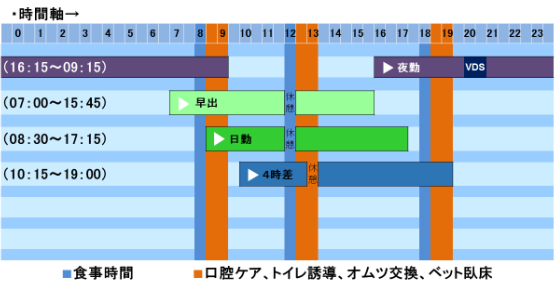 ・時間軸→
0 1 2 3 4 5 6 7 8 9 10 11 12 13 14 15 16 17 18 19 20 21 22 23
(16:15～09:15) ▶夜勤 VDS
(07:00～15:45) ▶早出 休憩
(08:30～17:15) ▶日勤 休憩
(10:15～19:00) ▶4時差 休憩
■食事時間 ■口腔ケア、トイレ誘導、オムツ交換、ベット臥床